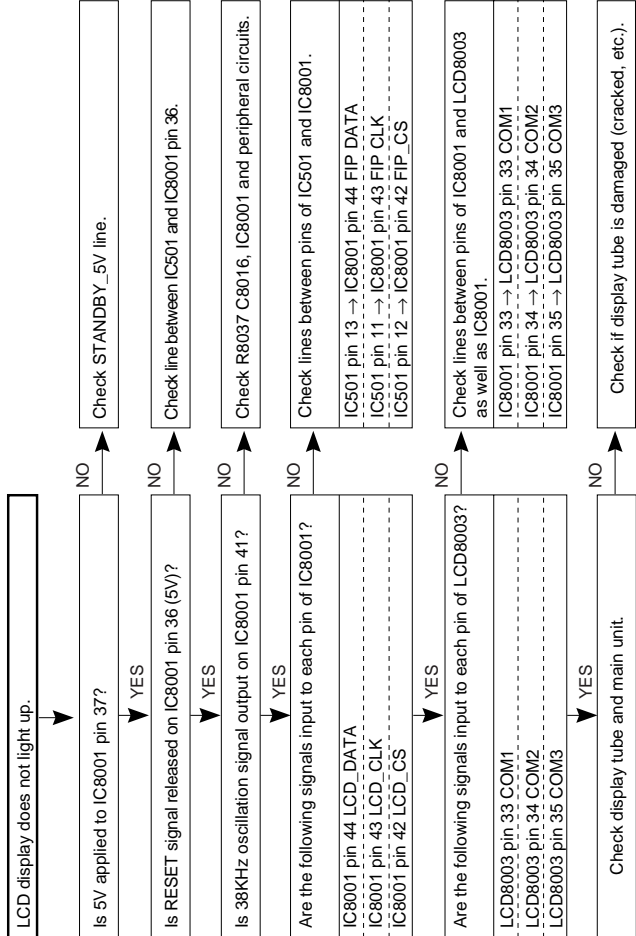 LCD display does not light up.
Is 5V applied to IC8001 pin 37?
NO
Check STANDBY_5V line.
YES
Is RESET signal released on IC8001 pin 36 (5V)?
NO
Check line between IC501 and IC8001 pin 36.
YES
Is 38KHz oscillation signal output on IC8001 pin 41?
NO
Check R8037 C8016, IC8001 and peripheral circuits.
YES
Are the following signals input to each pin of IC8001?
IC8001 pin 44 LCD_DATA
IC8001 pin 43 LCD_CLK
IC8001 pin 42 LCD_CS
NO
Check lines between pins of IC501 and IC8001.
IC501 pin 13 → IC8001 pin 44 FIP DATA
IC501 pin 11 → IC8001 pin 43 FIP CLK
IC501 pin 12 → IC8001 pin 42 FIP_CS
YES
Are the following signals input to each pin of LCD8003?
LCD8003 pin 33 COM1
LCD8003 pin 34 COM2
LCD8003 pin 35 COM3
NO
Check lines between pins of IC8001 and LCD8003
as well as IC8001.
IC8001 pin 33 → LCD8003 pin 33 COM1
IC8001 pin 34 → LCD8003 pin 34 COM2
IC8001 pin 35 → LCD8003 pin 35 COM3
YES
Check display tube and main unit.
NO
Check if display tube is damaged (cracked, etc.).